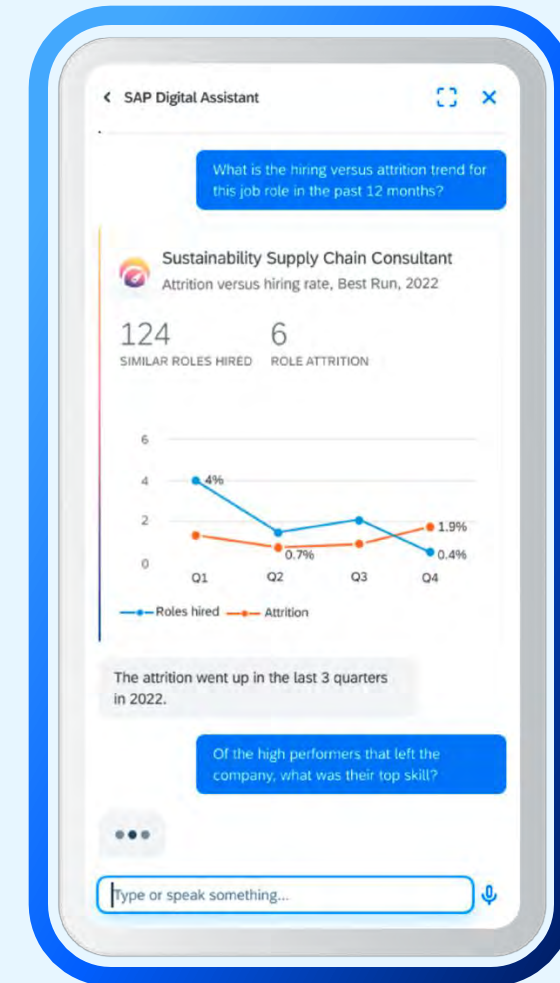 SAP Digital Assistant
What is the hiring versus attrition trend for
this job role in the past 12 months?
Sustainability Supply Chain Consultant
Attrition versus hiring rate, Best Run, 2022
124
6
SIMILAR ROLES HIRED
ROLE ATTRITION
6
4
4%
2
1.9%
0.7%
0.4%
0
Q1
Q2
Q3
Q4
Roles hired
Attrition
The attrition went up in the last 3 quarters
in 2022.
Of the high performers that left the
company, what was their top skill?
Type or speak something...